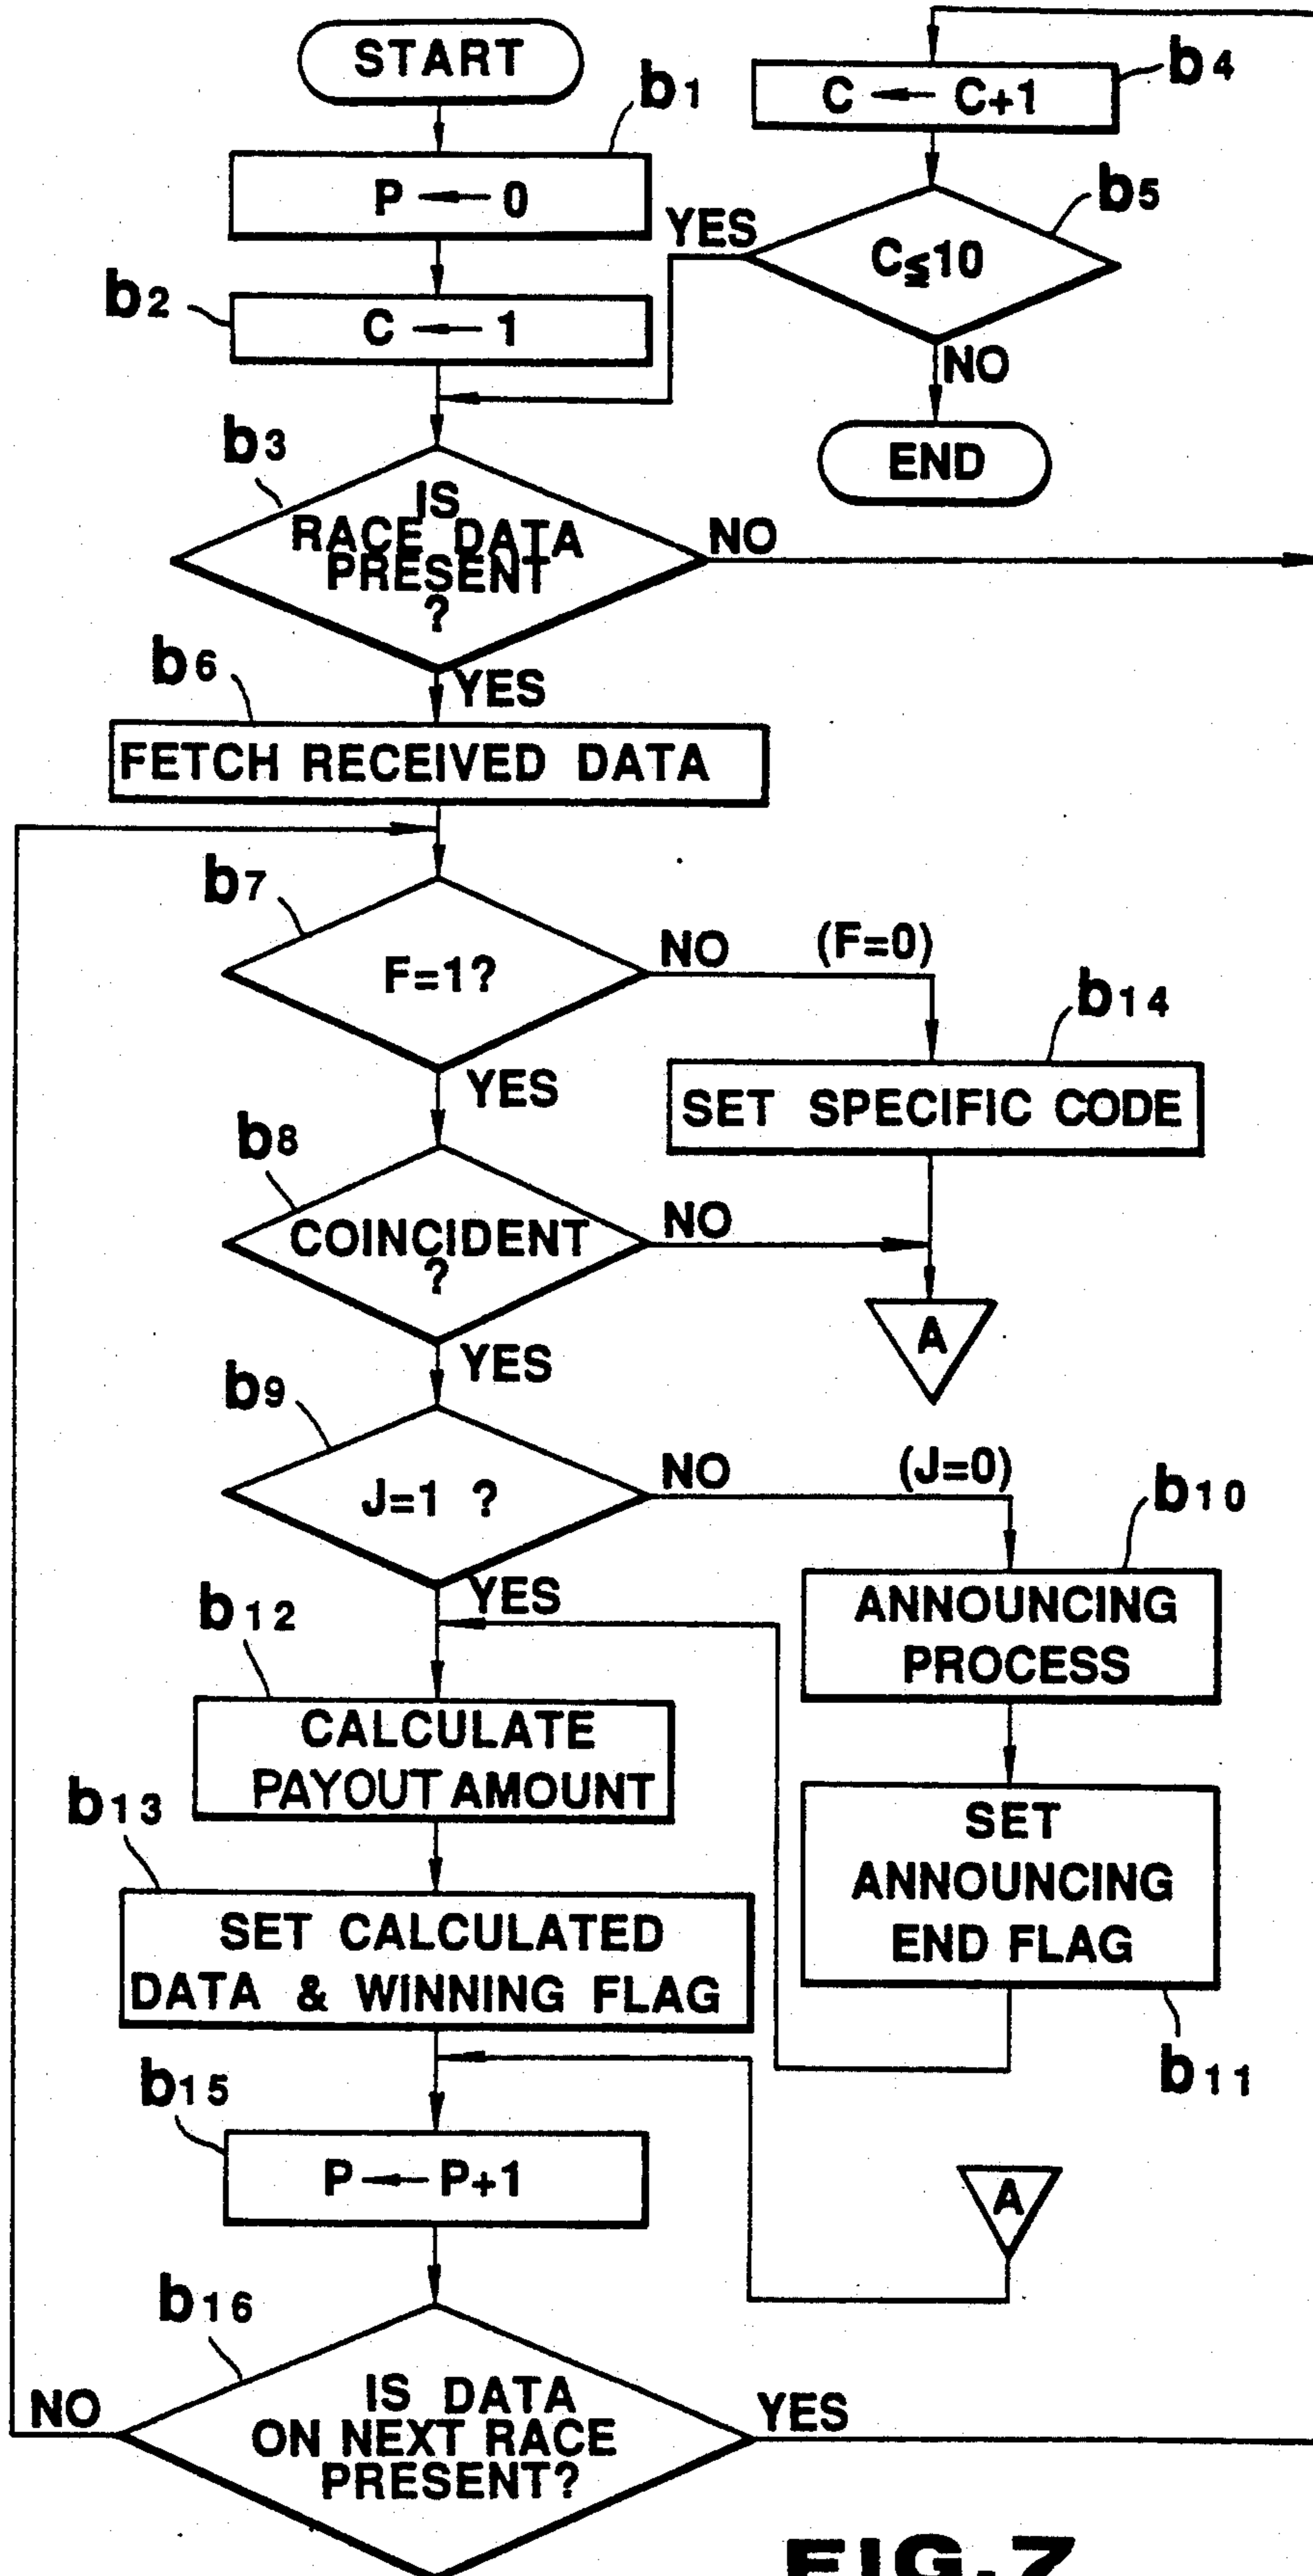 START
b1
P ← 0
b2
C ← 1
b4
C ← C+1
b5
C≦10
YES
NO
END
b3
IS
RACE DATA
PRESENT
?
NO
YES
b6
FETCH RECEIVED DATA
b7
F=1?
NO
(F=0)
YES
b14
SET SPECIFIC CODE
b8
COINCIDENT
?
NO
A
YES
b9
J=1 ?
NO
(J=0)
YES
b10
ANNOUNCING
PROCESS
b12
CALCULATE
PAYOUT AMOUNT
b11
SET
ANNOUNCING
END FLAG
b13
SET CALCULATED
DATA & WINNING FLAG
b15
P ← P+1
A
b16
IS DATA
ON NEXT RACE
PRESENT?
NO
YES
FIG.7